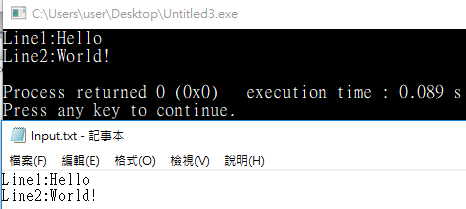 C:\Users\user\Desktop\Untitled3.exe
Line1:Hello
Line2:World!
Process returned 0 (0x0)   execution time : 0.089 s
Press any key to continue.
Input.txt - 記事本
檔案(F) 編輯(E) 格式(O) 檢視(V) 說明(H)
Line1:Hello
Line2:World!